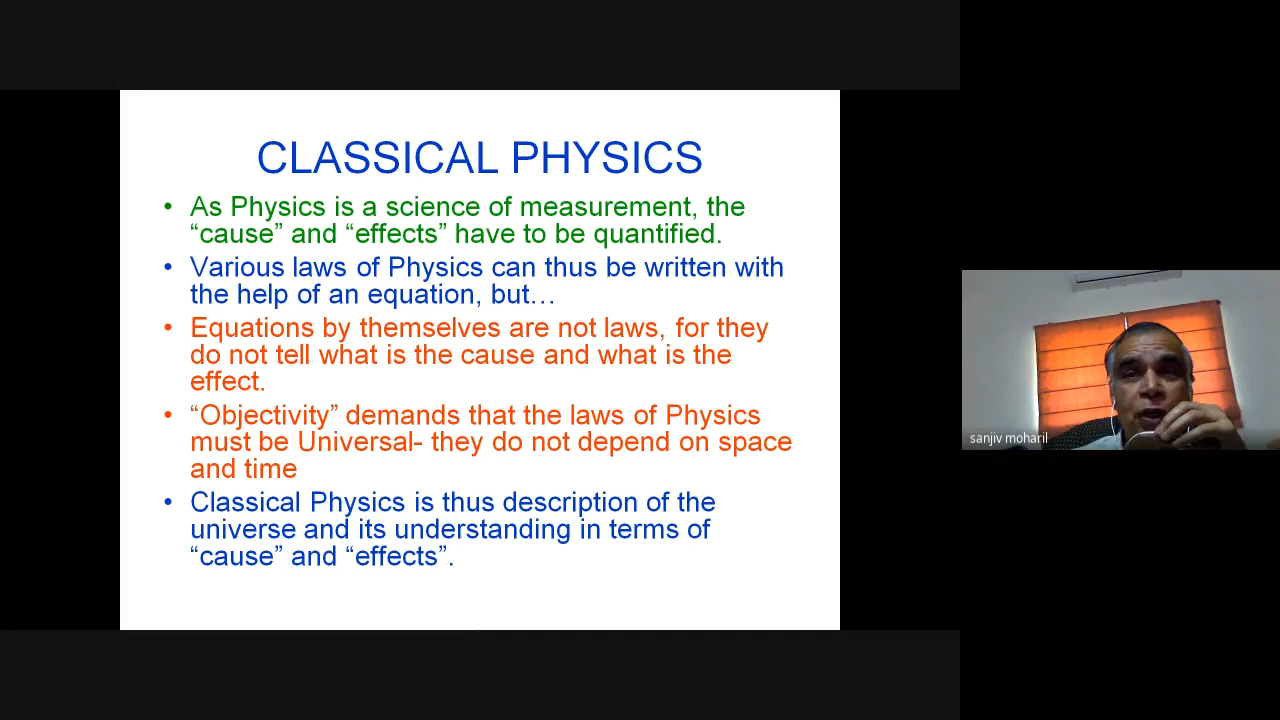 CLASSICAL PHYSICS
• As Physics is a science of measurement, the
“cause” and “effects” have to be quantified.
• Various laws of Physics can thus be written with
the help of an equation, but…
• Equations by themselves are not laws, for they
do not tell what is the cause and what is the
effect.
• “Objectivity” demands that the laws of Physics
must be Universal- they do not depend on space
and time
• Classical Physics is thus description of the
universe and its understanding in terms of
“cause” and “effects”.
sanjiv moharil